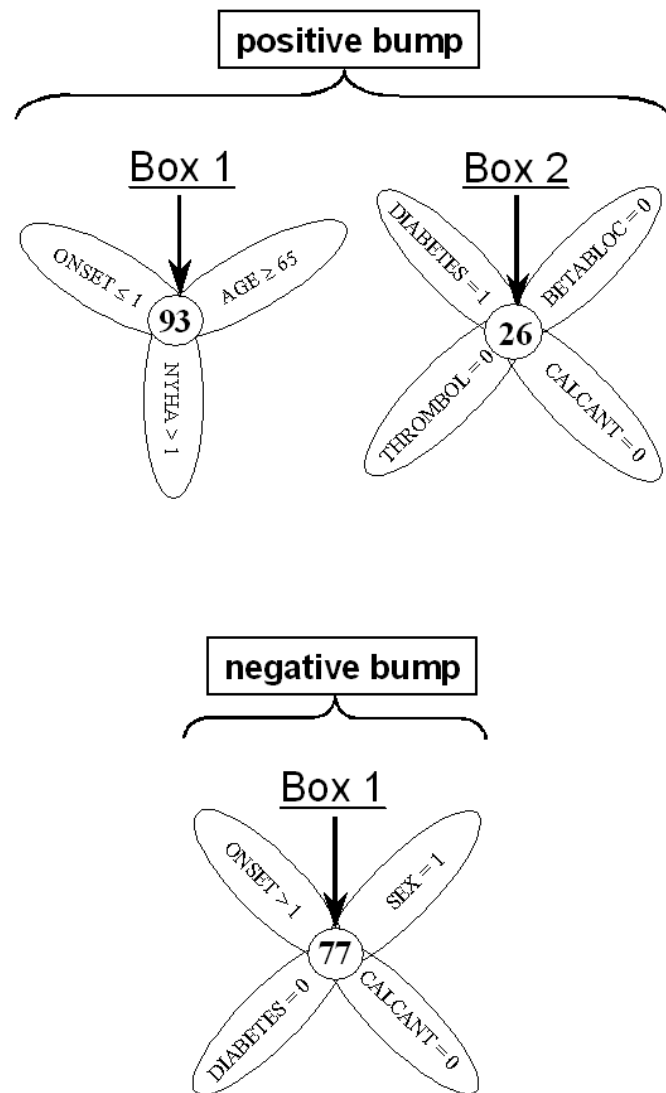 positive bump
Box 1
Box 2
ONSET ≤ 1
AGE ≥ 65
93
NYHA > 1
DIABETES = 1
BETABLOC = 0
26
THROMBOL = 0
CALCANT = 0
negative bump
Box 1
ONSET > 1
SEX = 1
77
DIABETES = 0
CALCANT = 0